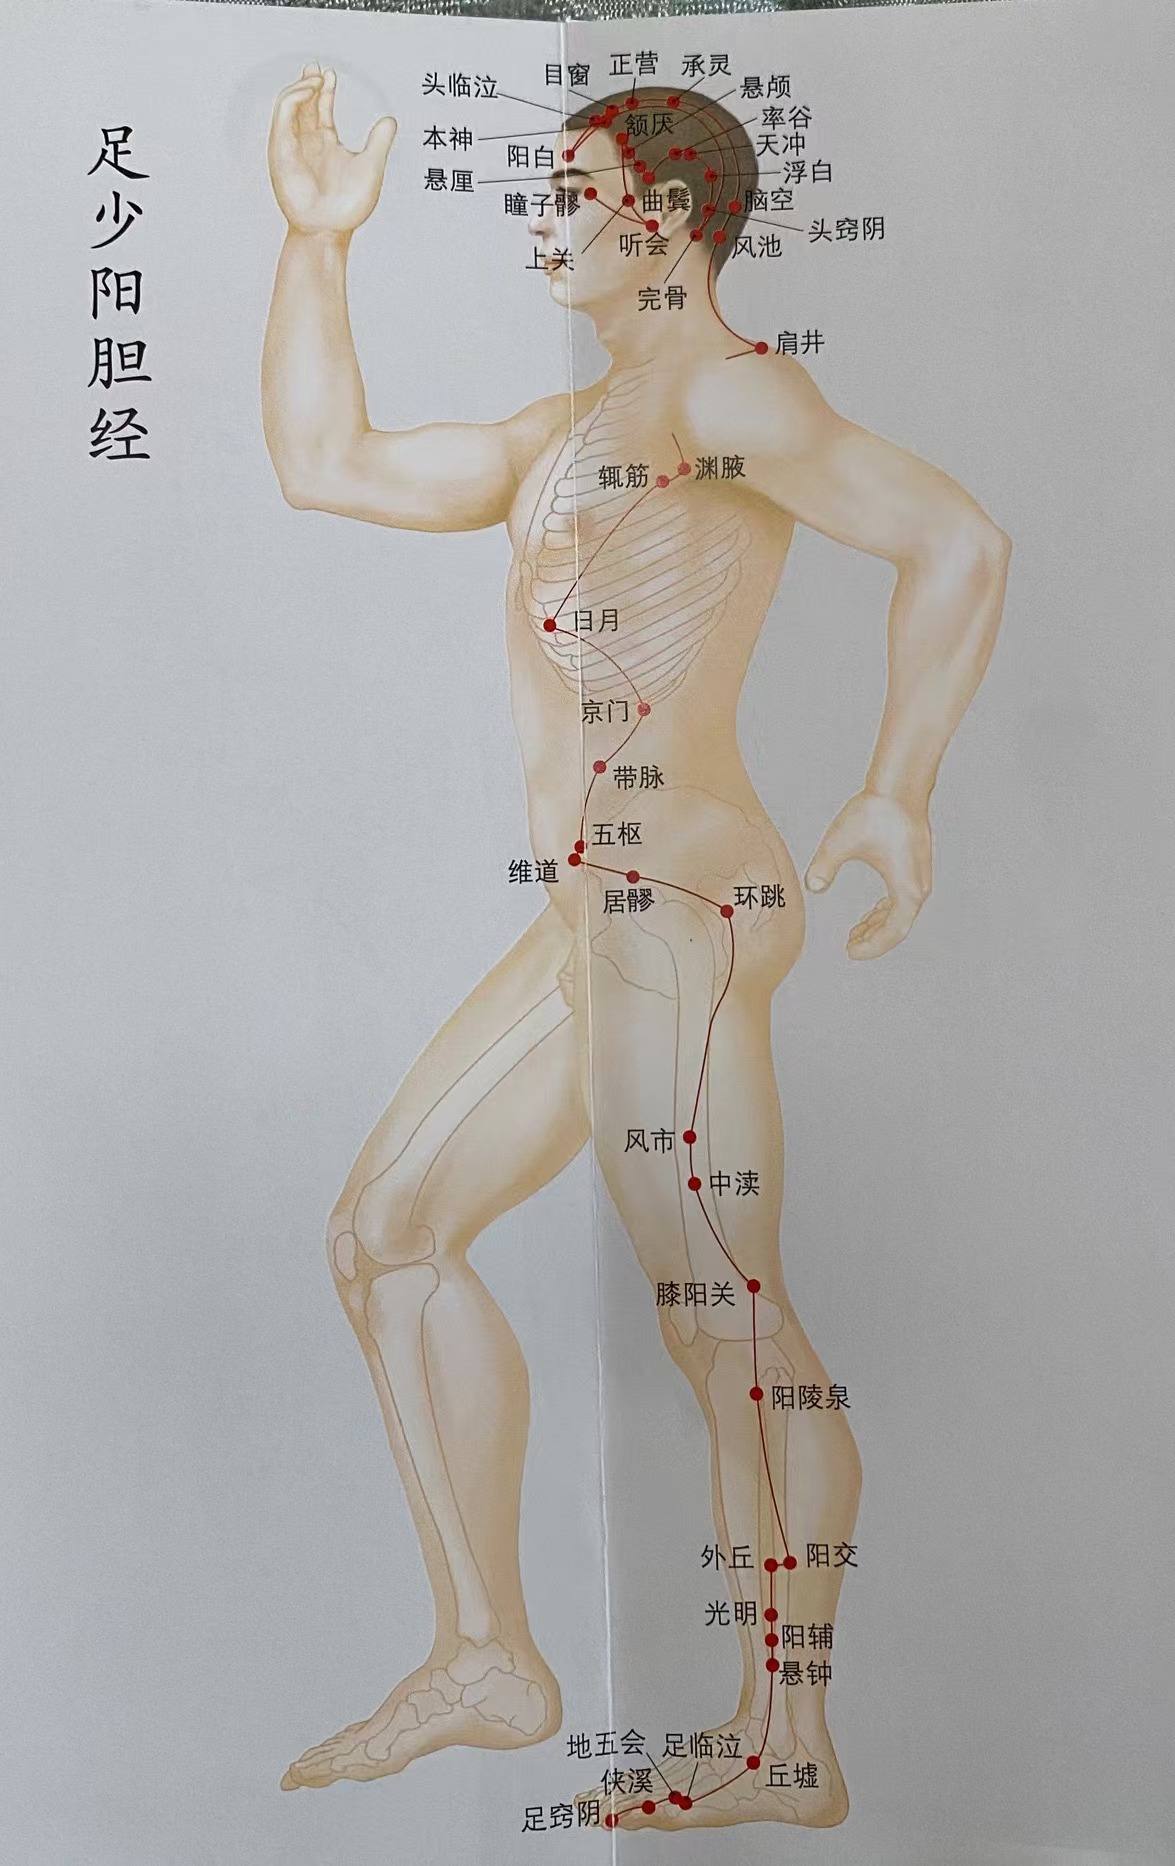 足少阳胆经
目窗
正营
承灵
头临泣
悬颅
本神
颔厌
率谷
阳白
天冲
悬厘
浮白
瞳子髎
曲鬓
脑空
头窍阴
听会
上关
风池
完骨
肩井
辄筋
渊腋
日月
京门
带脉
五枢
维道
居髎
环跳
风市
中渎
膝阳关
阳陵泉
外丘
阳交
光明
阳辅
悬钟
地五会
足临泣
侠溪
丘墟
足窍阴